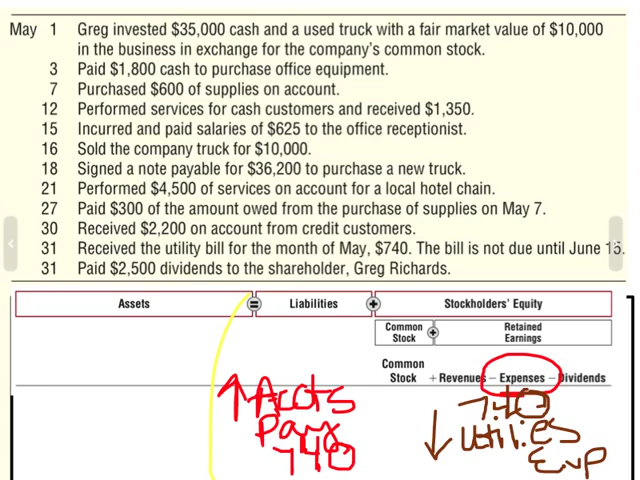 May 1 Greg invested $35,000 cash and a used truck with a fair market value of $10,000
in the business in exchange for the company's common stock.
3 Paid $1,800 cash to purchase office equipment.
7 Purchased $600 of supplies on account.
12 Performed services for cash customers and received $1,350.
15 Incurred and paid salaries of $625 to the office receptionist.
16 Sold the company truck for $10,000.
18 Signed a note payable for $36,200 to purchase a new truck.
21 Performed $4,500 of services on account for a local hotel chain.
27 Paid $300 of the amount owed from the purchase of supplies on May 7.
30 Received $2,200 on account from credit customers.
31 Received the utility bill for the month of May, $740. The bill is not due until June 15.
31 Paid $2,500 dividends to the shareholder, Greg Richards.
Assets = Liabilities + Stockholders' Equity
Common + Retained
Stock Earnings
Common
Stock + Revenues − Expenses − Dividends
↑ Accts
Pay
740
740
↓ Utilities
Exp